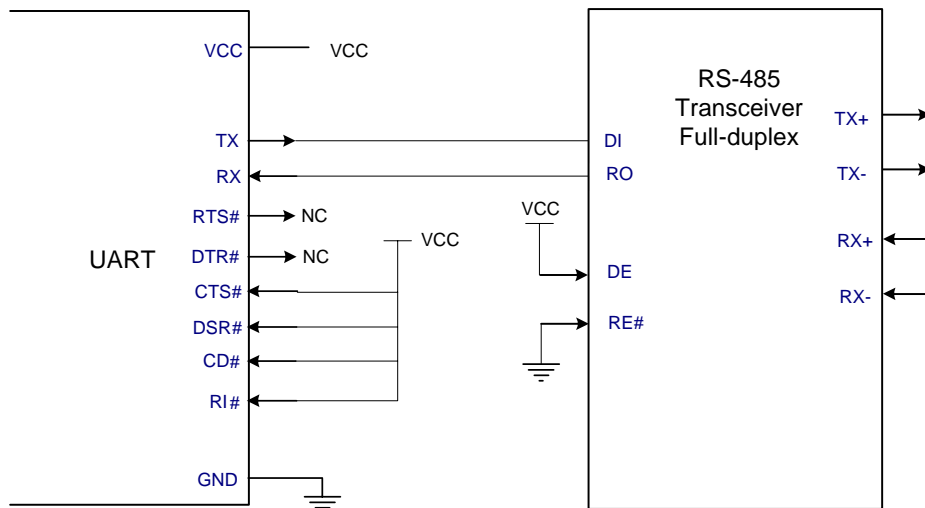 VCC
VCC
TX
RX
RTS#
NC
DTR#
NC
UART
CTS#
DSR#
CD#
RI#
GND
VCC
RS-485
Transceiver
Full-duplex
DI
RO
VCC
DE
RE#
TX+
TX-
RX+
RX-